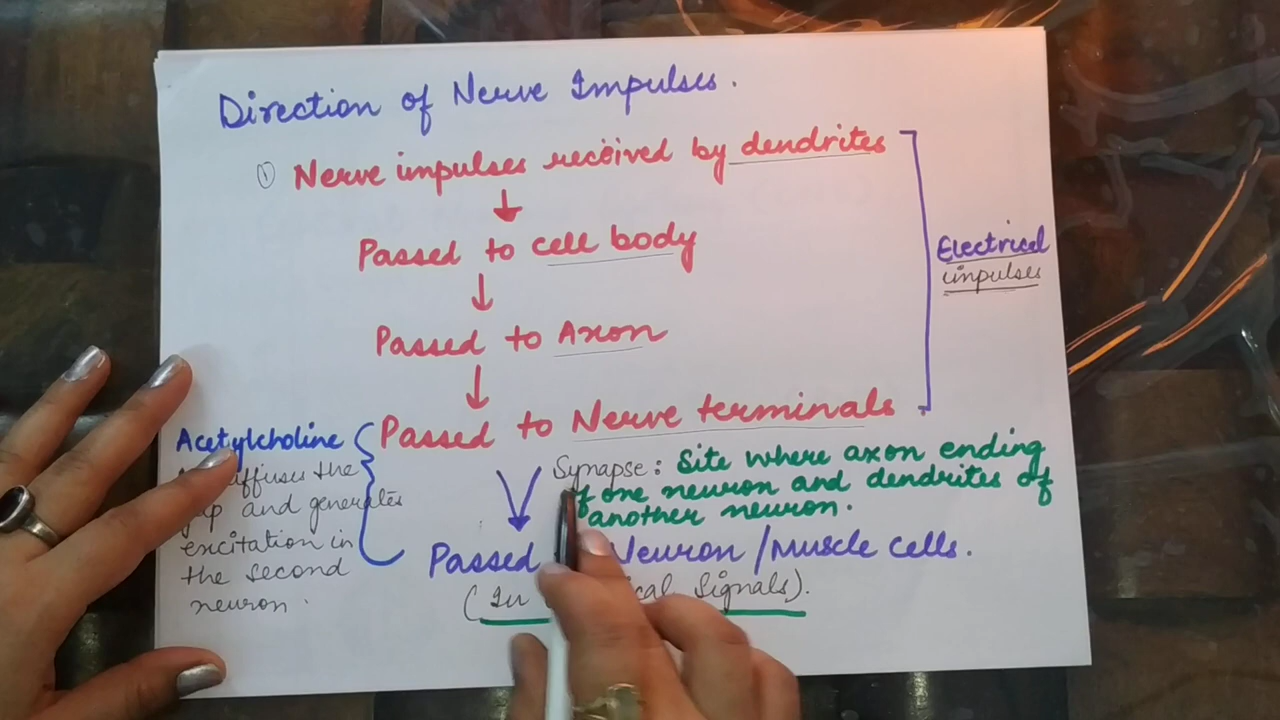 Direction of Nerve Impulses.
① Nerve impulses received by dendrites
↓
Passed to cell body
↓
Passed to Axon
↓
Passed to Nerve terminals
Electrical
impulses
Acetylcholine
diffuses the
and generates
excitation in
the second
neuron.
Synapse: Site where axon ending
of one neuron and dendrites of
another neuron.
Passed Neuron/Muscle cells.
(In Signals).